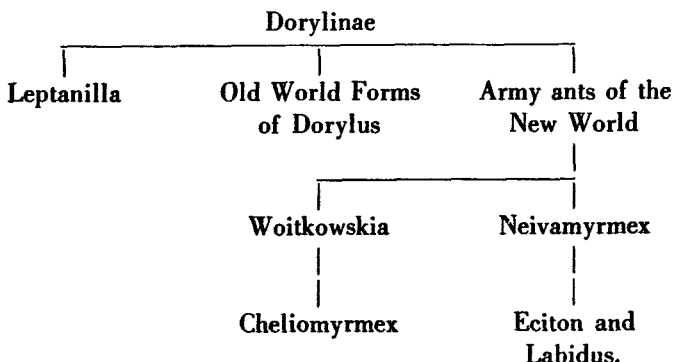 Dorylinae
Leptanilla
Old World Forms
of Dorylus
Army ants of the
New World
Woitkowskia
Neivamyrmex
Cheliomyrmex
Eciton and
Labidus.